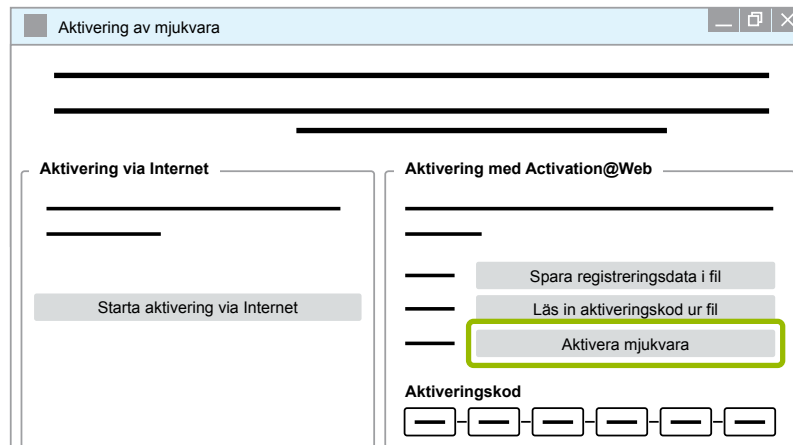 Aktivering av mjukvara
Aktivering via Internet
Starta aktivering via Internet
Aktivering med Activation@Web
Spara registreringsdata i fil
Läs in aktiveringskod ur fil
Aktivera mjukvara
Aktiveringskod